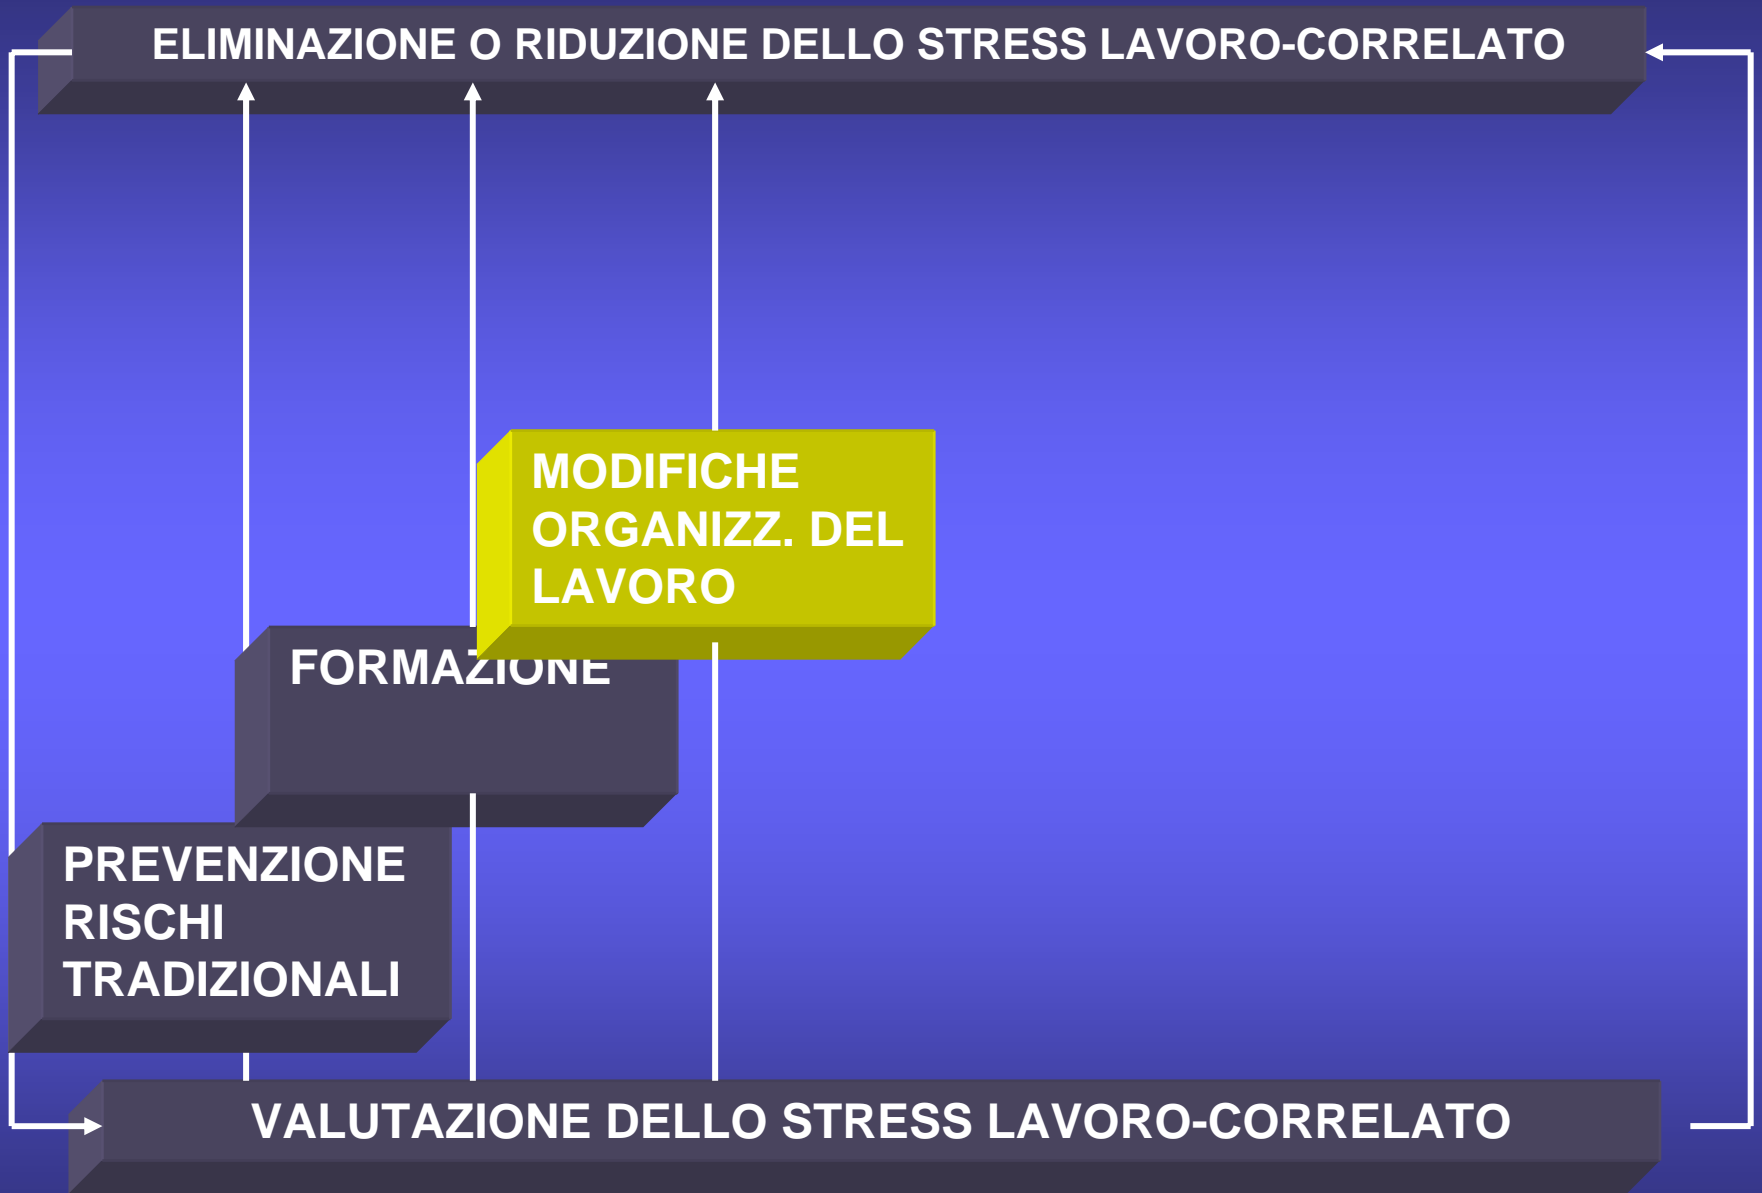 ELIMINAZIONE O RIDUZIONE DELLO STRESS LAVORO-CORRELATO
MODIFICHE
ORGANIZZ. DEL
LAVORO
FORMAZIONE
PREVENZIONE
RISCHI
TRADIZIONALI
VALUTAZIONE DELLO STRESS LAVORO-CORRELATO